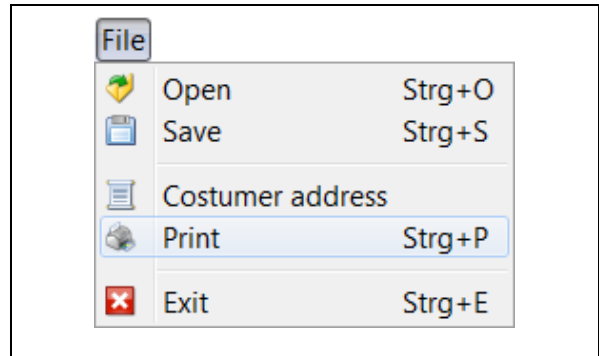 File
Open Strg+O
Save Strg+S
Costumer address
Print Strg+P
Exit Strg+E